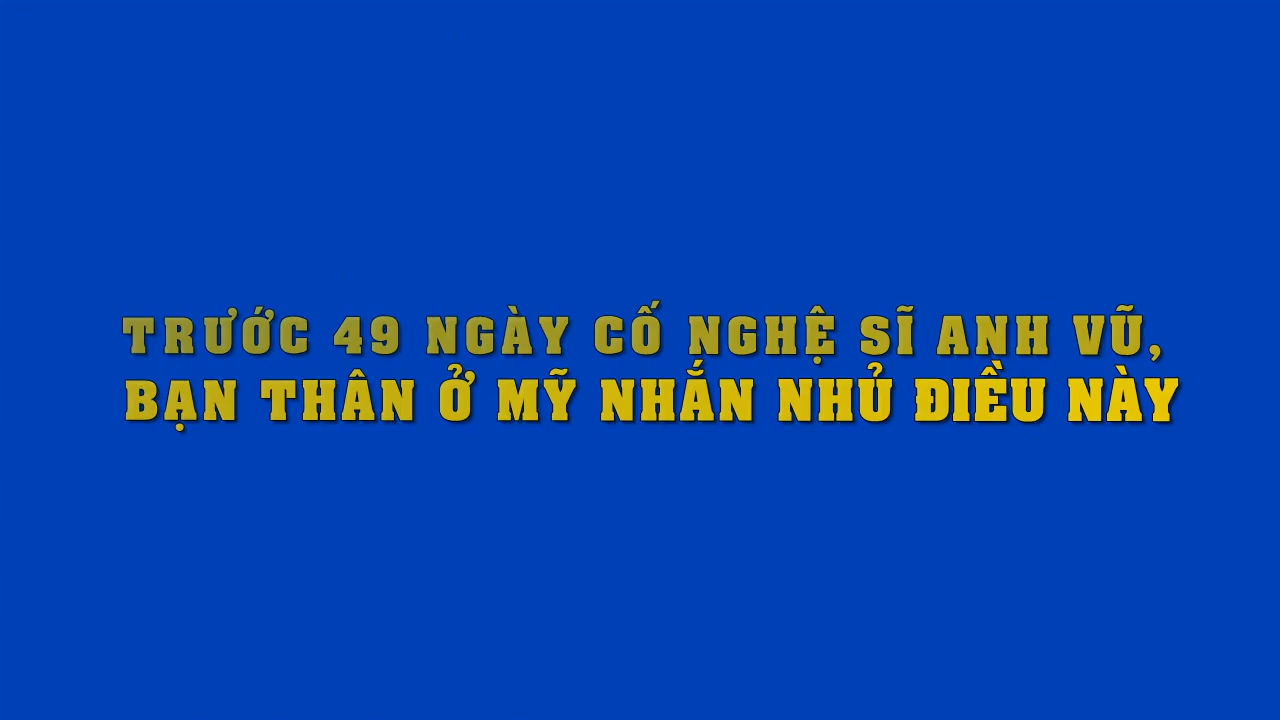 TRƯỚC 49 NGÀY CỐ NGHỆ SĨ ANH VŨ,
BẠN THÂN Ở MỸ NHẮN NHỦ ĐIỀU NÀY